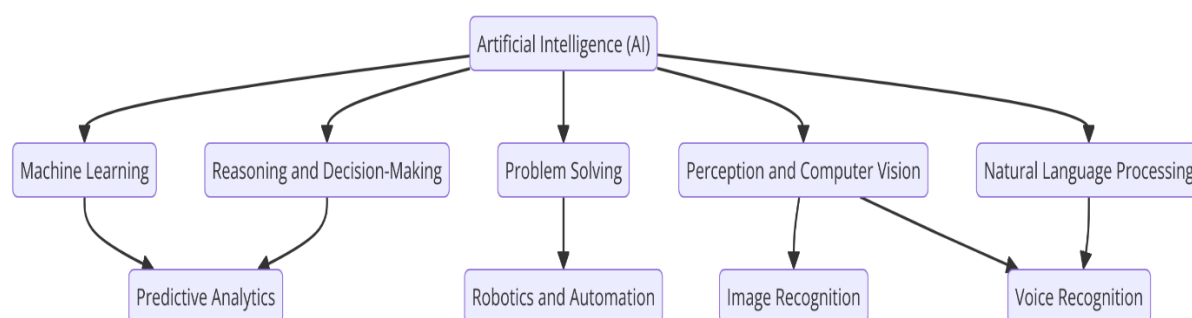 Artificial Intelligence (AI)
Machine Learning
Reasoning and Decision-Making
Problem Solving
Perception and Computer Vision
Natural Language Processing
Predictive Analytics
Robotics and Automation
Image Recognition
Voice Recognition